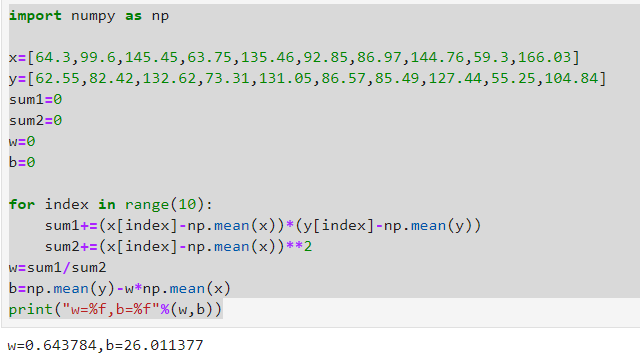 import numpy as np
x=[64.3,99.6,145.45,63.75,135.46,92.85,86.97,144.76,59.3,166.03]
y=[62.55,82.42,132.62,73.31,131.05,86.57,85.49,127.44,55.25,104.84]
sum1=0
sum2=0
w=0
b=0
for index in range(10):
    sum1+=(x[index]-np.mean(x))*(y[index]-np.mean(y))
    sum2+=(x[index]-np.mean(x))**2
w=sum1/sum2
b=np.mean(y)-w*np.mean(x)
print("w=%f,b=%f"%(w,b))
w=0.643784,b=26.011377